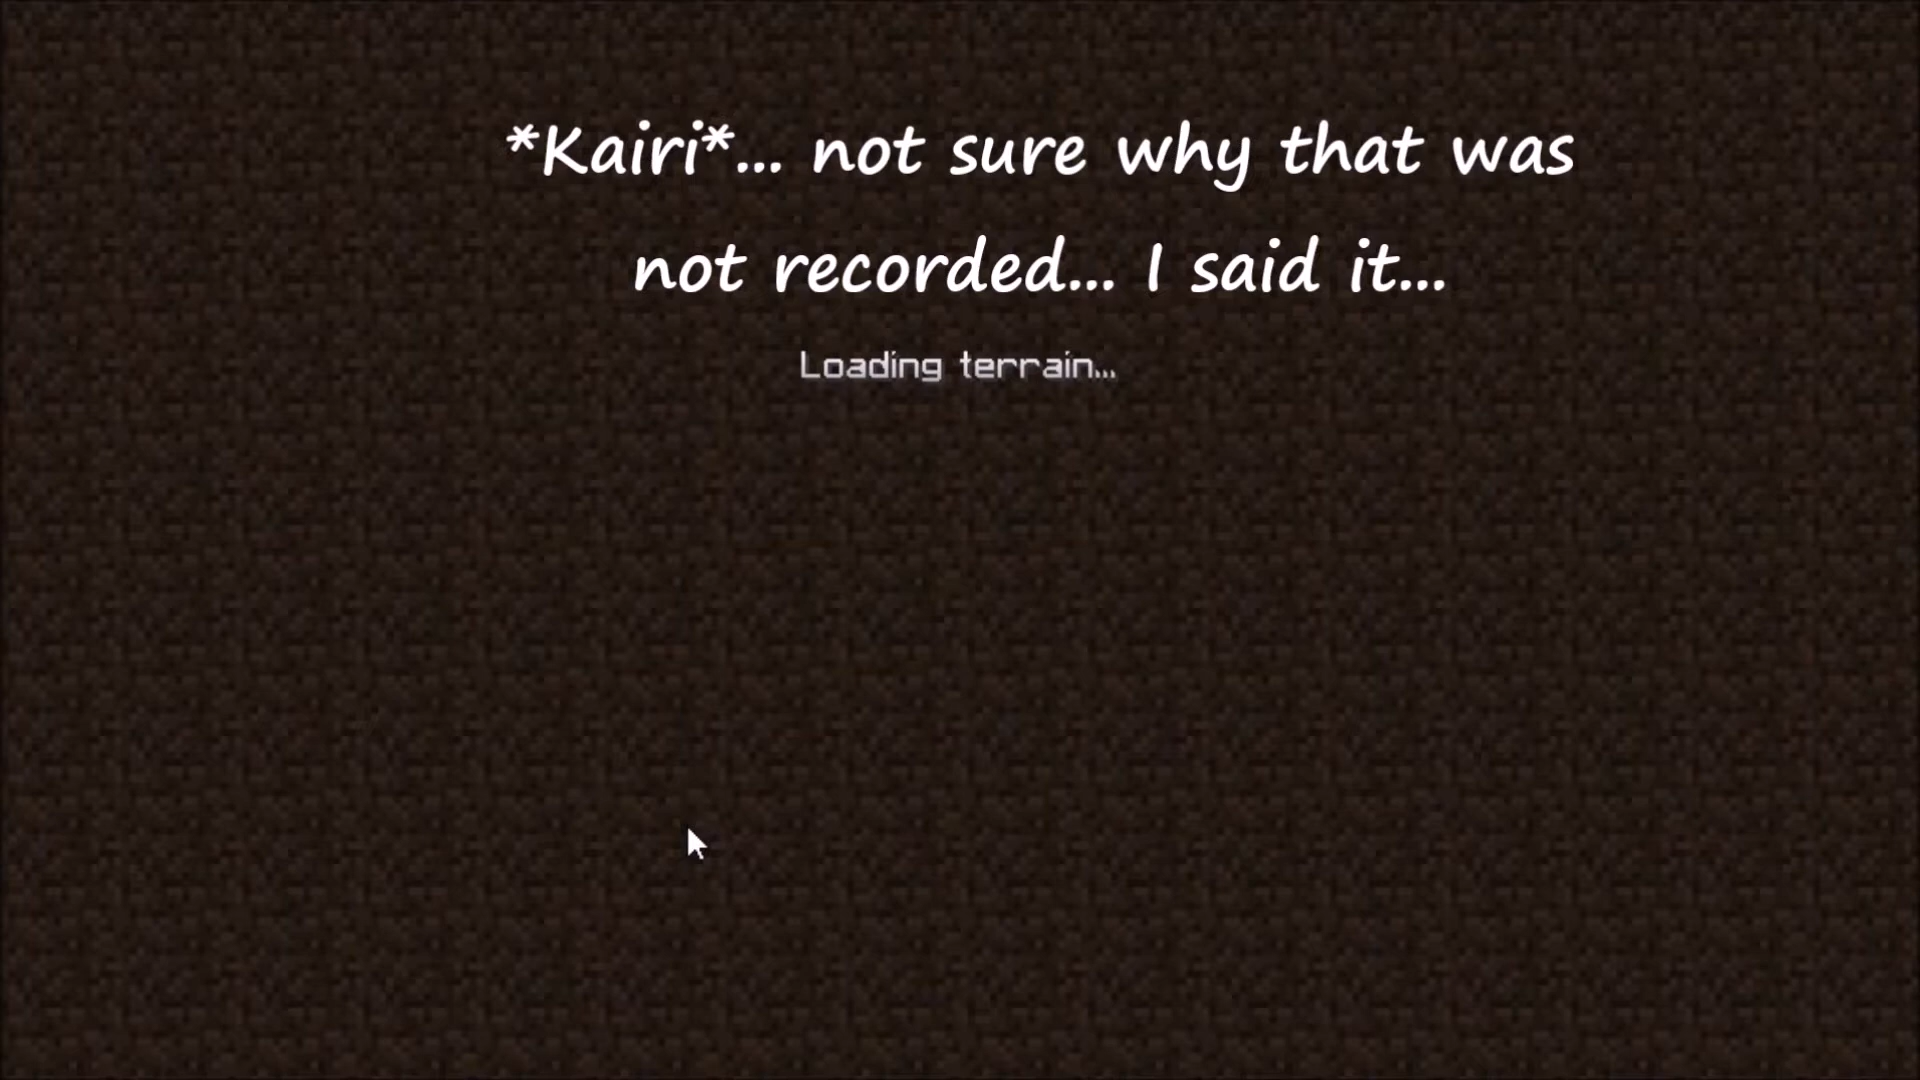 *Kairi*... not sure why that was
not recorded... I said it...
Loading terrain...